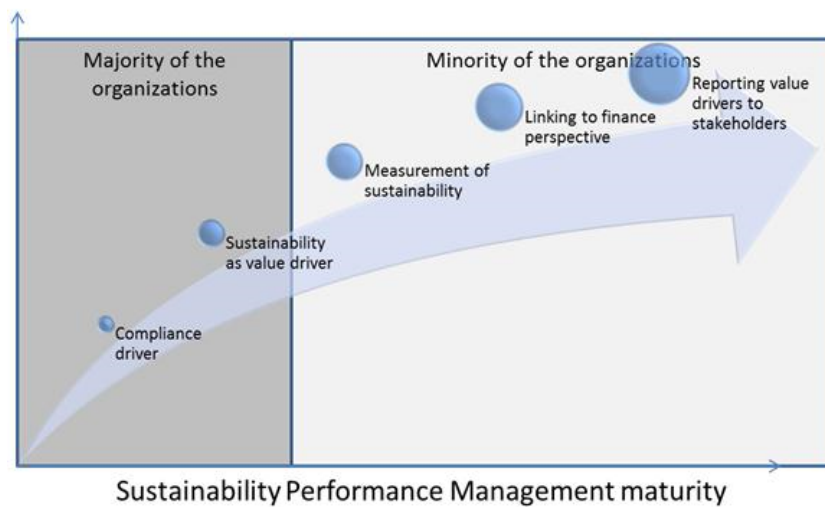 Majority of the
organizations
Minority of the organizations
Reporting value
drivers to
stakeholders
Linking to finance
perspective
Measurement of
sustainability
Sustainability
as value driver
Compliance
driver
Sustainability Performance Management maturity